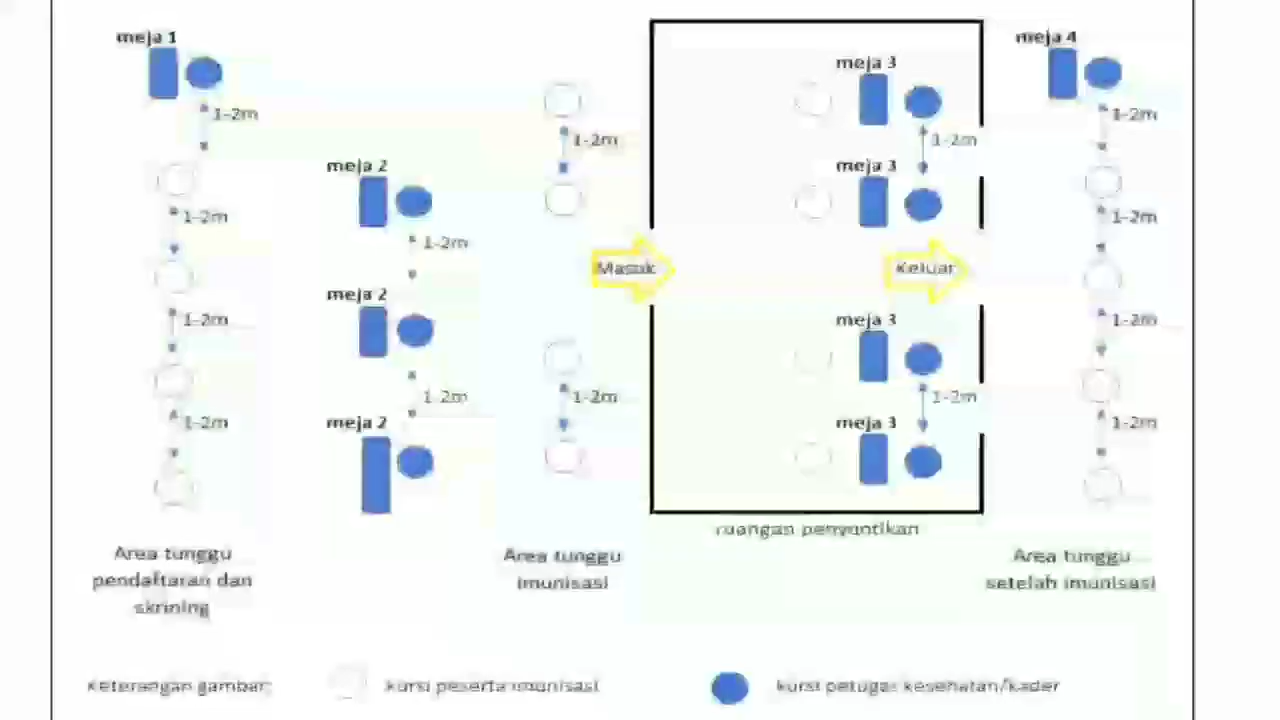 meja 1
1-2m
1-2m
1-2m
1-2m
Area tunggu
pendaftaran dan
skrining
meja 2
1-2m
meja 2
1-2m
meja 2
1-2m
1-2m
Area tunggu
imunisasi
Masuk
meja 3
1-2m
meja 3
Keluar
meja 3
1-2m
meja 3
ruangan penyuntikan
meja 4
1-2m
1-2m
1-2m
1-2m
Area tunggu
setelah imunisasi
keterangan gambar:
kursi peserta imunisasi
kursi petugas kesehatan/kader